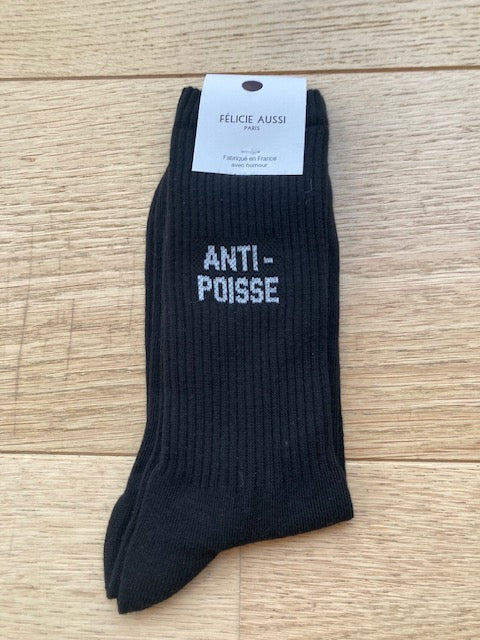 FÉLICIE AUSSI
PARIS
Fabriqué en France
avec humour
ANTI-
POISSE